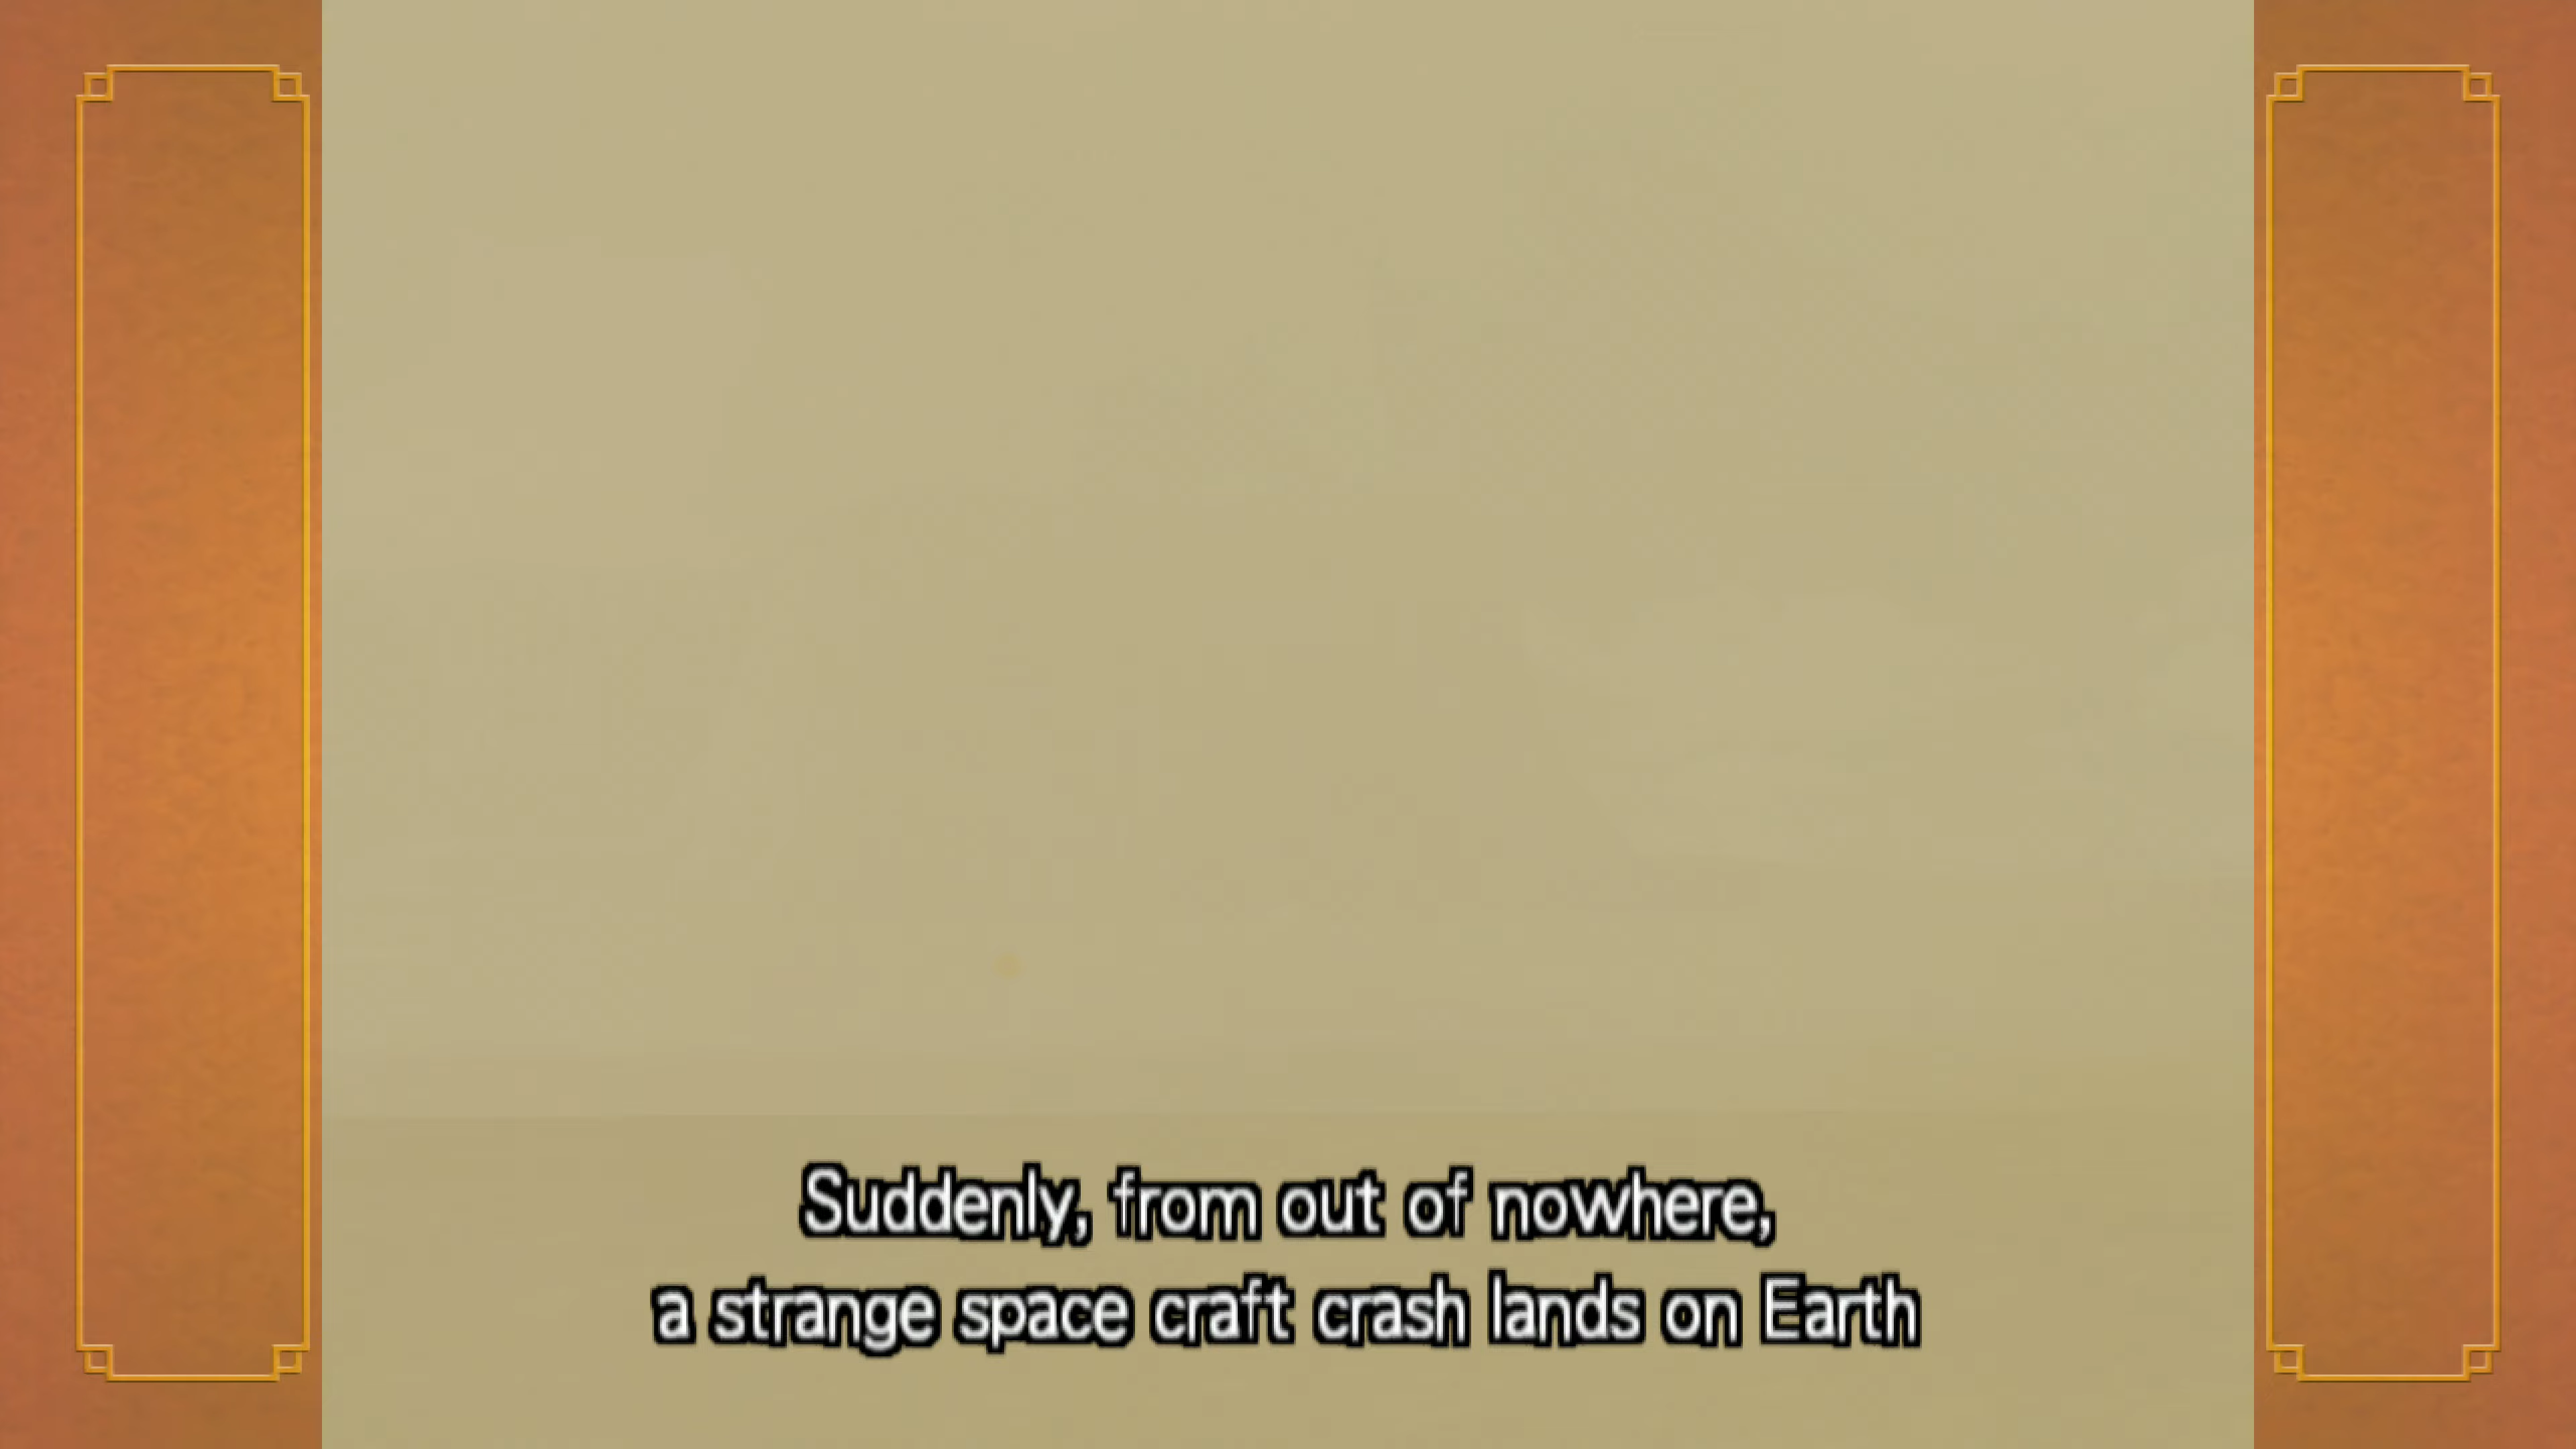 Suddenly, from out of nowhere,
a strange space craft crash lands on Earth